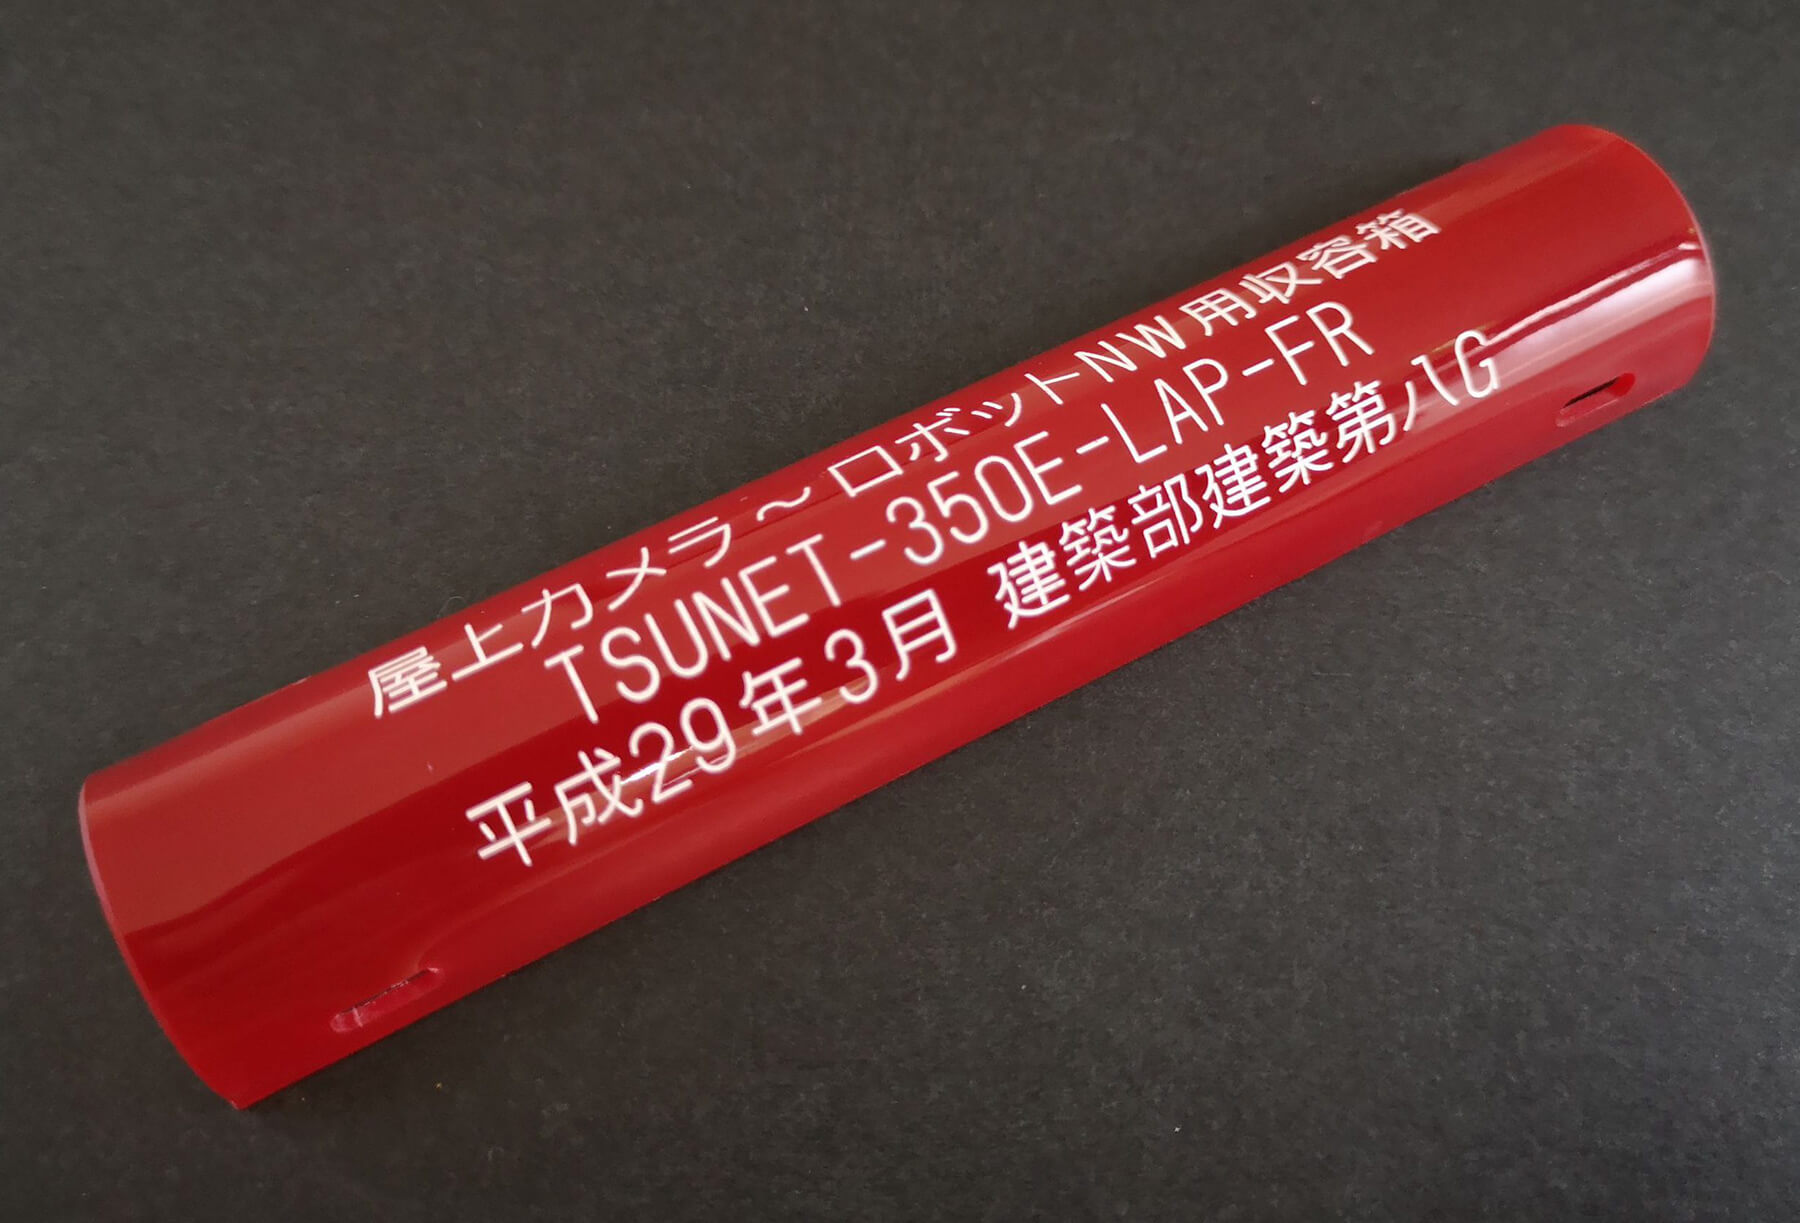 屋上カメラ～ロボットNW用収容箱
TSUNET-350E-LAP-FR
平成29年3月 建築部建築第八G